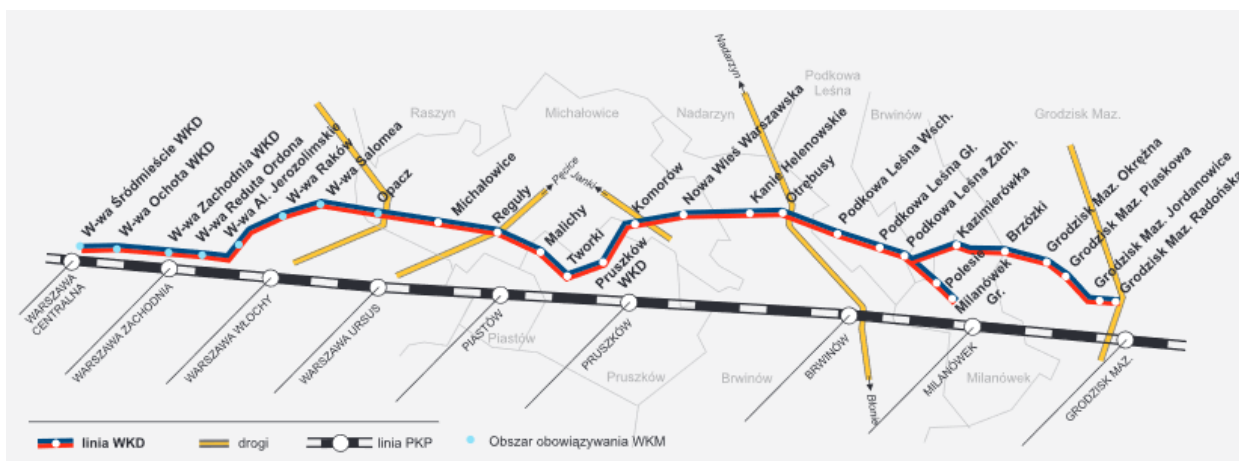 W-wa Śródmieście WKD
W-wa Ochota WKD
W-wa Zachodnia WKD
W-wa Reduta Ordona
W-wa Al. Jerozolimskie
W-wa Raków
W-wa Salomea
Opacz
Michałowice
Reguły
Malichy
Tworki
Pruszków
WKD
Komorów
Nowa Wieś Warszawska
Kanie Helenowskie
Otrębusy
Podkowa Leśna Wsch.
Podkowa Leśna Gł.
Podkowa Leśna Zach.
Kazimierówka
Brzózki
Polesie
Milanówek
Gr.
Grodzisk Maz. Okrężna
Grodzisk Maz. Piaskowa
Grodzisk Maz. Jordanowice
Grodzisk Maz. Radońska
Raszyn
Michałowice
Nadarzyn
Podkowa
Leśna
Brwinów
Grodzisk Maz.
Nadarzyn
Pęcice
Janki
Błonie
Piastów
Pruszków
Brwinów
Milanówek
WARSZAWA
CENTRALNA
WARSZAWA ZACHODNIA
WARSZAWA WŁOCHY
WARSZAWA URSUS
PIASTÓW
PRUSZKÓW
BRWINÓW
MILANÓWEK
GRODZISK MAZ.
linia WKD
drogi
linia PKP
Obszar obowiązywania WKM